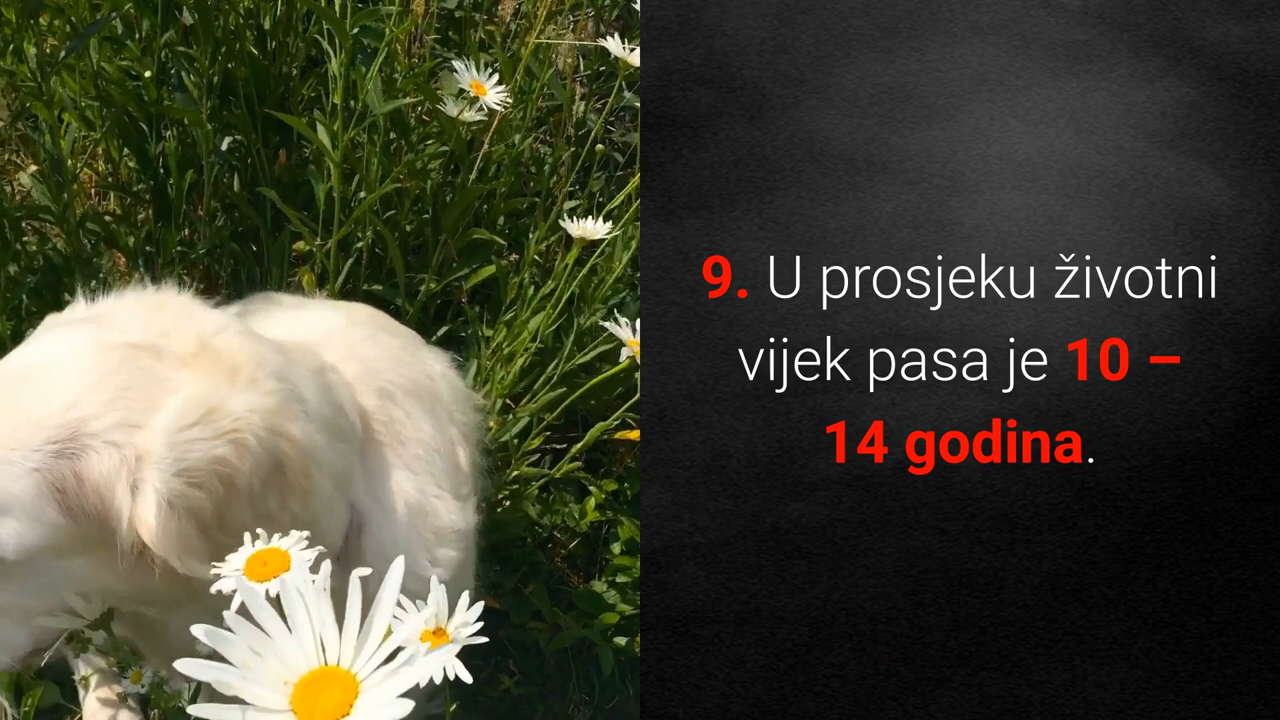 9. U prosjeku životni
vijek pasa je 10 –
14 godina.